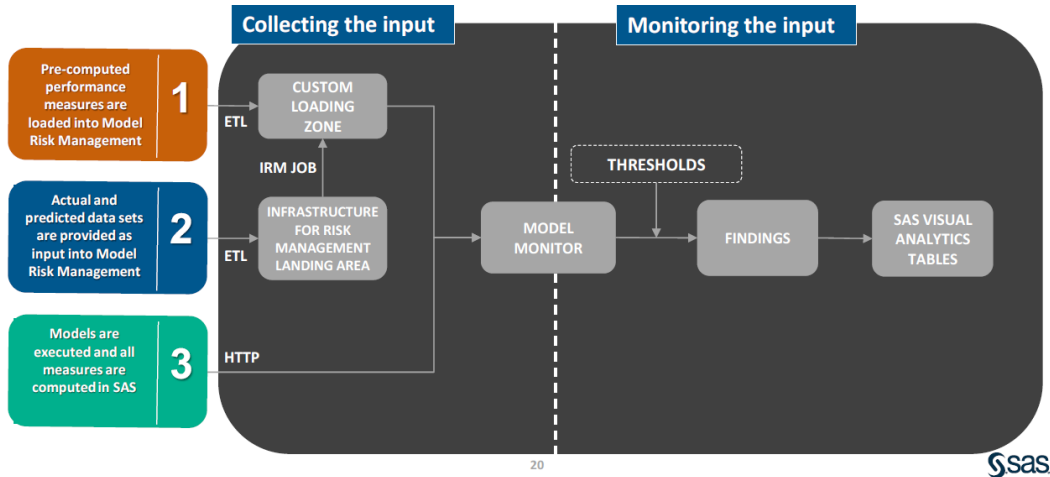 Collecting the input
Monitoring the input
Pre-computed
performance
measures are
loaded into Model
Risk Management
1
ETL
CUSTOM
LOADING
ZONE
IRM JOB
THRESHOLDS
Actual and
predicted data sets
are provided as
input into Model
Risk Management
2
ETL
INFRASTRUCTURE
FOR RISK
MANAGEMENT
LANDING AREA
MODEL
MONITOR
FINDINGS
SAS VISUAL
ANALYTICS
TABLES
Models are
executed and all
measures are
computed in SAS
3
HTTP
20
sas